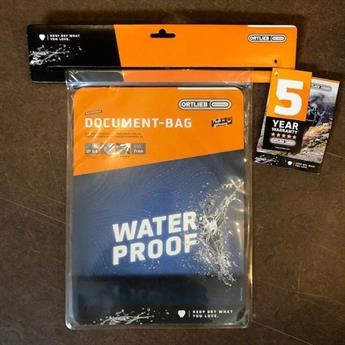 KEEP DRY WHAT
YOU LOVE.
ORTLIEB
ORTLIEB
DOCUMENT-BAG
WATER
PROOF
KEEP DRY WHAT
YOU LOVE.
5
YEAR
WARRANTY
ORTLIEB